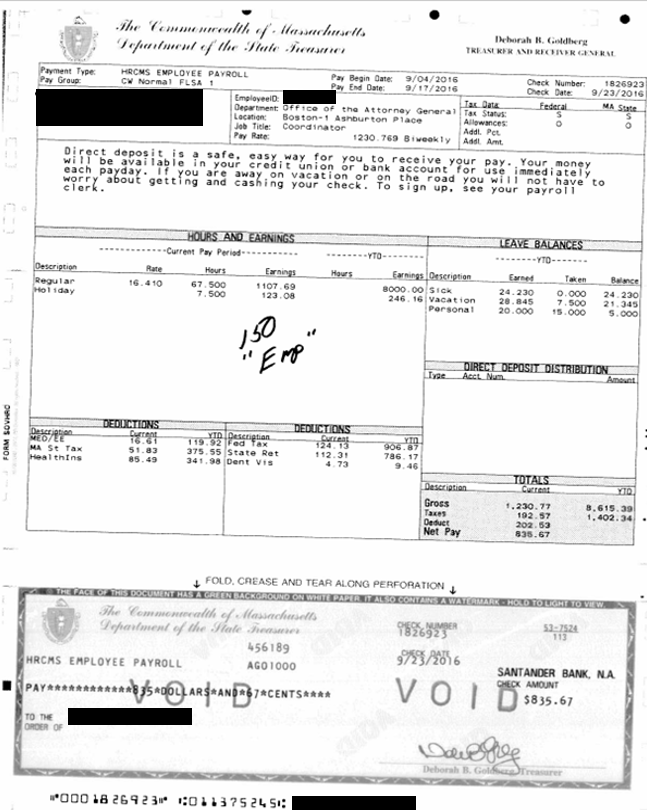 The Commonwealth of Massachusetts
Department of the State Treasurer
Deborah B. Goldberg
TREASURER AND RECEIVER GENERAL
Payment Type: HRCMS EMPLOYEE PAYROLL
Pay Group: CW Normal FLSA 1
Pay Begin Date: 9/04/2016
Pay End Date: 9/17/2016
Check Number: 1826923
Check Date: 9/23/2016
EmployeeID:
Department: Office of the Attorney General
Location: Boston-1 Ashburton Place
Job Title: Coordinator
Pay Rate: 1230.769 Biweekly
Tax Data Federal MA State
Tax Status: S S
Allowances: 0 0
Addl. Pct.
Addl. Amt.
Direct deposit is a safe, easy way for you to receive your pay. Your money
will be available in your credit union or bank account for use immediately
each payday. If you are away on vacation or on the road you will not have to
worry about getting and cashing your check. To sign up, see your payroll
clerk.
HOURS AND EARNINGS
------------Current Pay Period----------- ----------YTD----------
Description Rate Hours Earnings Hours Earnings
Regular 16.410 67.500 1107.69 8000.00
Holiday 7.500 123.08 246.16
150
"Emp"
LEAVE BALANCES
----------YTD----------
Description Earned Taken Balance
Sick 24.230 0.000 24.230
Vacation 28.845 7.500 21.345
Personal 20.000 15.000 5.000
DIRECT DEPOSIT DISTRIBUTION
Type Acct. Num. Amount
FORM SOVHRD
DEDUCTIONS
Description Current YTD
MED/EE 16.61 119.92
MA St Tax 51.83 375.55
HealthIns 85.49 341.98
DEDUCTIONS
Description Current YTD
Fed Tax 124.13 906.87
State Ret 112.31 786.17
Dent Vis 4.73 9.46
TOTALS
Description Current YTD
Gross 1,230.77 8,615.39
Taxes 192.57 1,402.34
Deduct 202.53
Net Pay 835.67
↓ FOLD, CREASE AND TEAR ALONG PERFORATION ↓
THE FACE OF THIS DOCUMENT HAS A GREEN BACKGROUND ON WHITE PAPER. IT ALSO CONTAINS A WATERMARK - HOLD TO LIGHT TO VIEW.
The Commonwealth of Massachusetts
Department of the State Treasurer
CHECK NUMBER
1826923
53-7524
113
456189
HRCMS EMPLOYEE PAYROLL AGO1000
CHECK DATE
9/23/2016
SANTANDER BANK, N.A.
PAY************835*DOLLARS*AND*67*CENTS****
VOID VOID
CHECK AMOUNT
$835.67
TO THE
ORDER OF
Deborah B. Goldberg, Treasurer
⑈0001826923⑈ ⑆011375245⑆